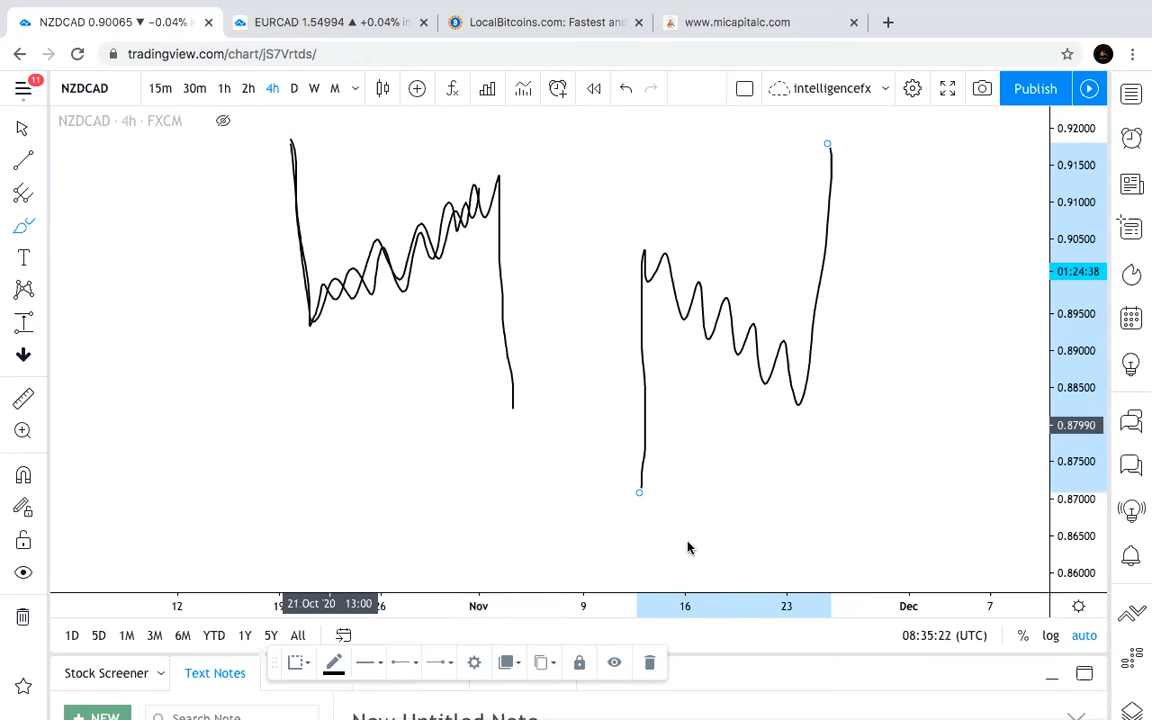 NZDCAD 0.90065 ▼ −0.04%
EURCAD 1.54994 ▲ +0.04% in
LocalBitcoins.com: Fastest and
www.micapitalc.com
tradingview.com/chart/jS7Vrtds/
11
NZDCAD
15m 30m 1h 2h 4h D W M
intelligencefx
Publish
NZDCAD · 4h · FXCM
0.92000
0.91500
0.91000
0.90500
01:24:38
0.89500
0.89000
0.88500
0.87990
0.87500
0.87000
0.86500
0.86000
12 19 21 Oct '20 13:00 26 Nov 9 16 23 Dec 7
1D 5D 1M 3M 6M YTD 1Y 5Y All
08:35:22 (UTC) % log auto
Stock Screener Text Notes
+ NEW
Search Note
New Untitled Note